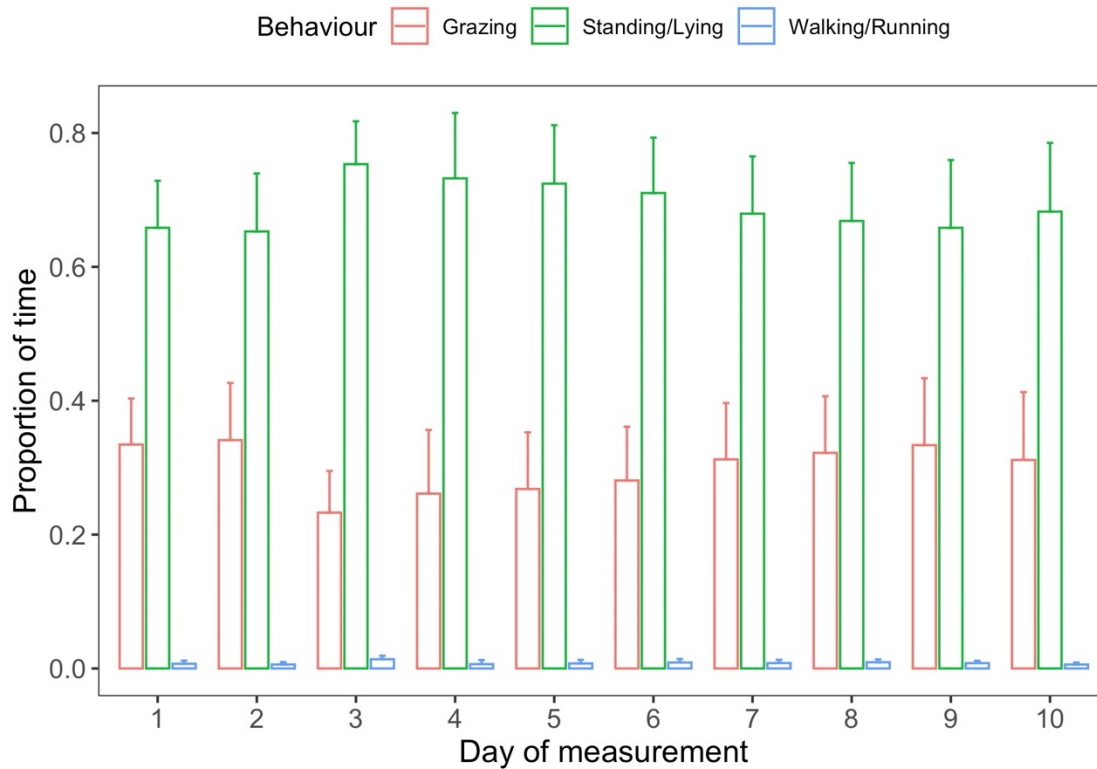 Behaviour Grazing Standing/Lying Walking/Running
Proportion of time
0.8
0.6
0.4
0.2
0.0
1 2 3 4 5 6 7 8 9 10
Day of measurement